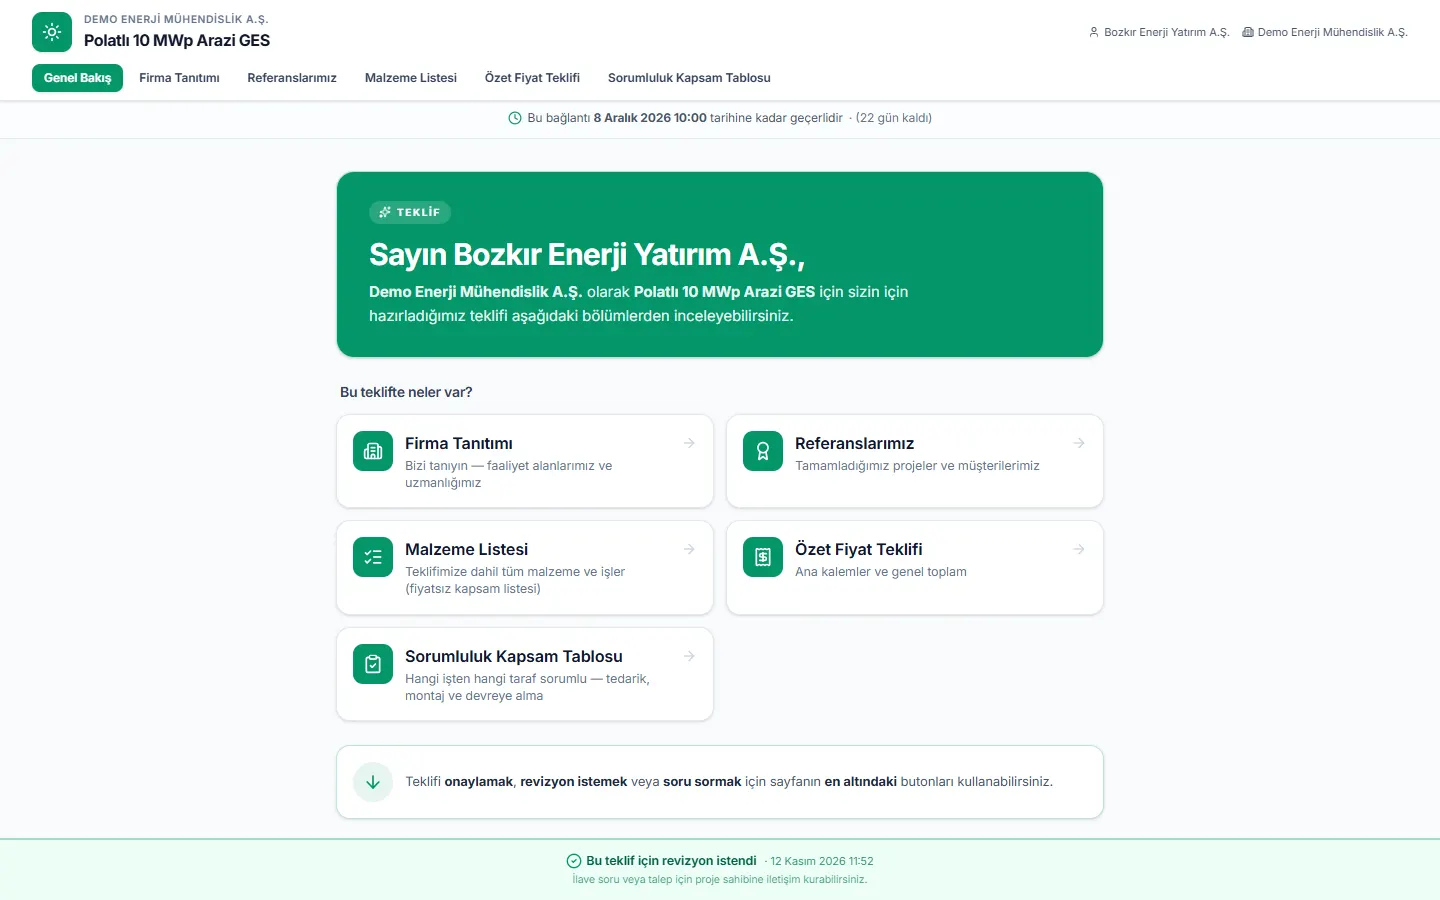 DEMO ENERJİ MÜHENDİSLİK A.Ş.
Polatlı 10 MWp Arazi GES
Bozkır Enerji Yatırım A.Ş.
Demo Enerji Mühendislik A.Ş.
Genel Bakış
Firma Tanıtımı
Referanslarımız
Malzeme Listesi
Özet Fiyat Teklifi
Sorumluluk Kapsam Tablosu
Bu bağlantı 8 Aralık 2026 10:00 tarihine kadar geçerlidir · (22 gün kaldı)
TEKLİF
Sayın Bozkır Enerji Yatırım A.Ş.,
Demo Enerji Mühendislik A.Ş. olarak Polatlı 10 MWp Arazi GES için sizin için
hazırladığımız teklifi aşağıdaki bölümlerden inceleyebilirsiniz.
Bu teklifte neler var?
Firma Tanıtımı
Bizi tanıyın — faaliyet alanlarımız ve
uzmanlığımız
Referanslarımız
Tamamladığımız projeler ve müşterilerimiz
Malzeme Listesi
Teklifimize dahil tüm malzeme ve işler
(fiyatsız kapsam listesi)
Özet Fiyat Teklifi
Ana kalemler ve genel toplam
Sorumluluk Kapsam Tablosu
Hangi işten hangi taraf sorumlu — tedarik,
montaj ve devreye alma
Teklifi onaylamak, revizyon istemek veya soru sormak için sayfanın en altındaki butonları kullanabilirsiniz.
Bu teklif için revizyon istendi · 12 Kasım 2026 11:52
İlave soru veya talep için proje sahibine iletişim kurabilirsiniz.